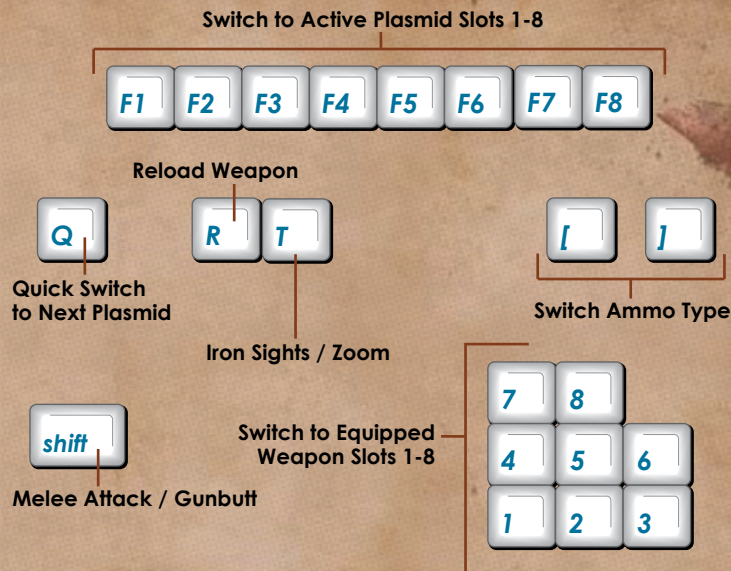 Switch to Active Plasmid Slots 1-8
F1 F2 F3 F4 F5 F6 F7 F8
Reload Weapon
Q R T [ ]
Quick Switch
to Next Plasmid
Switch Ammo Type
Iron Sights / Zoom
7 8
shift
Switch to Equipped
Weapon Slots 1-8
4 5 6
Melee Attack / Gunbutt
1 2 3